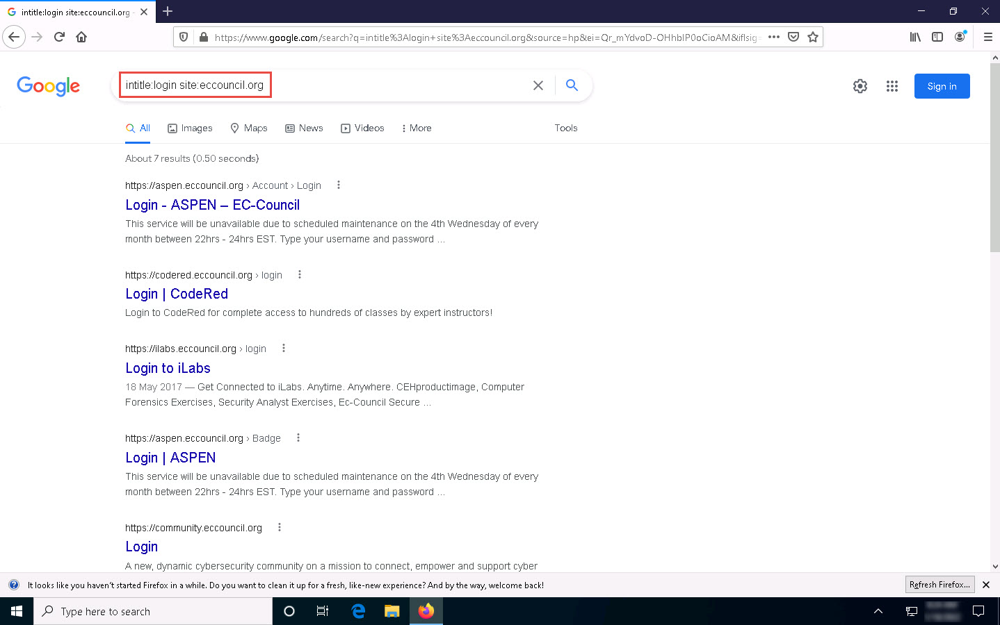 intitle:login site:eccouncil.org -
https://www.google.com/search?q=intitle%3Alogin+site%3Aeccouncil.org&source=hp&ei=Qr_mYdvoD-OHhbIP0oCioAM&iflsig=
Google
intitle:login site:eccouncil.org
Sign in
All Images Maps News Videos More Tools
About 7 results (0.50 seconds)
https://aspen.eccouncil.org › Account › Login
Login - ASPEN – EC-Council
This service will be unavailable due to scheduled maintenance on the 4th Wednesday of every
month between 22hrs - 24hrs EST. Type your username and password ...
https://codered.eccouncil.org › login
Login | CodeRed
Login to CodeRed for complete access to hundreds of classes by expert instructors!
https://ilabs.eccouncil.org › login
Login to iLabs
18 May 2017 — Get Connected to iLabs. Anytime. Anywhere. CEHproductimage, Computer
Forensics Exercises, Security Analyst Exercises, Ec-Council Secure ...
https://aspen.eccouncil.org › Badge
Login | ASPEN
This service will be unavailable due to scheduled maintenance on the 4th Wednesday of every
month between 22hrs - 24hrs EST. Type your username and password ...
https://community.eccouncil.org
Login
A new, dynamic cybersecurity community on a mission to connect, empower and support cyber
It looks like you haven't started Firefox in a while. Do you want to clean it up for a fresh, like-new experience? And by the way, welcome back!
Refresh Firefox...
Type here to search